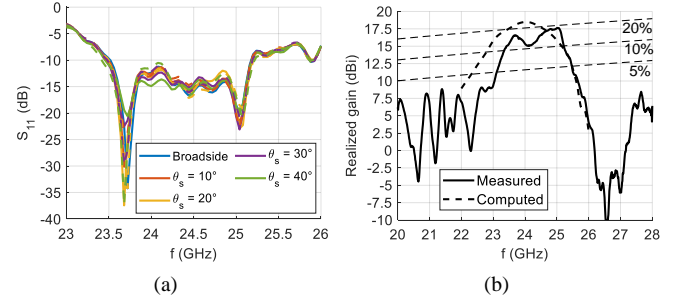 (a)
0
-5
-10
-15
-20
-25
-30
-35
-40
S11 (dB)
23
23.5
24
24.5
25
25.5
26
f (GHz)
Broadside
θs = 10°
θs = 20°
θs = 30°
θs = 40°
(a)
(b)
20
17.5
15
12.5
10
7.5
5
2.5
0
-2.5
-5
-7.5
-10
Realized gain (dBi)
20
21
22
23
24
25
26
27
28
f (GHz)
20%
10%
5%
Measured
Computed
(b)